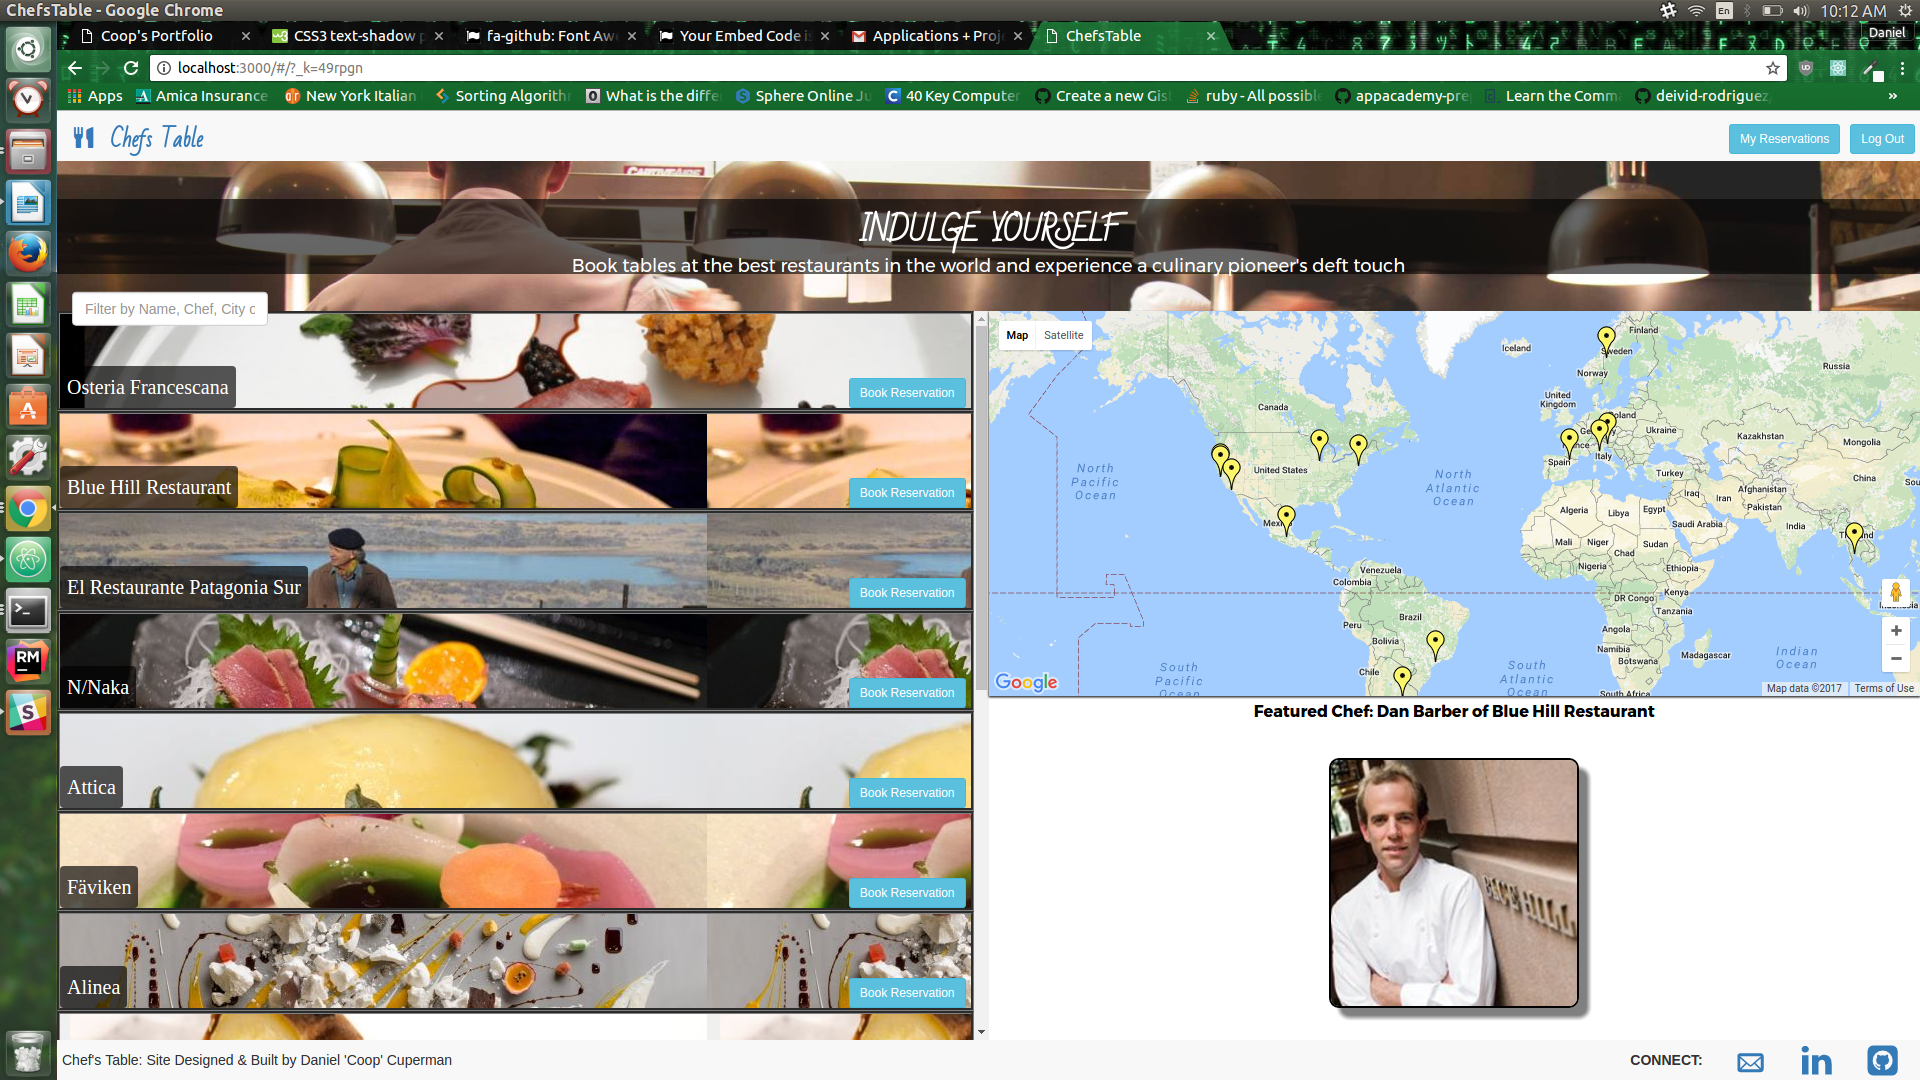 ChefsTable - Google Chrome
En
10:12 AM
Coop's Portfolio
CSS3 text-shadow p
fa-github: Font Aw
Your Embed Code is
Applications + Proj
ChefsTable
Daniel
localhost:3000/#/?_k=49rpgn
Apps
Amica Insurance
New York Italian
Sorting Algorith
What is the diffe
Sphere Online Ju
40 Key Computer
Create a new Gis
ruby - All possible
appacademy-pre
Learn the Comma
deivid-rodriguez
»
Chefs Table
My Reservations
Log Out
INDULGE YOURSELF
Book tables at the best restaurants in the world and experience a culinary pioneer's deft touch
Filter by Name, Chef, City o
Osteria Francescana
Book Reservation
Blue Hill Restaurant
Book Reservation
El Restaurante Patagonia Sur
Book Reservation
N/Naka
Book Reservation
Attica
Book Reservation
Fäviken
Book Reservation
Alinea
Book Reservation
Map
Satellite
Finland
Iceland
Sweden
Norway
Russia
Canada
United
Kingdom
Poland
Ukraine
Kazakhstan
Mongolia
Italy
Spain
United States
North
Pacific
Ocean
North
Atlantic
Ocean
Turkey
China
Iraq
Iran
Afghanistan
Pakistan
Algeria
Libya
Egypt
Saudi Arabia
India
Mali
Niger
Sudan
Chad
Nigeria
Ethiopia
Venezuela
Colombia
DR Congo
Kenya
Tanzania
Peru
Brazil
Bolivia
Angola
Namibia
Botswana
Madagascar
Indian
Ocean
Chile
South
Pacific
Ocean
South
Atlantic
Ocean
South Africa
Google
Map data ©2017
Terms of Use
Featured Chef: Dan Barber of Blue Hill Restaurant
Chef's Table: Site Designed & Built by Daniel 'Coop' Cuperman
CONNECT: